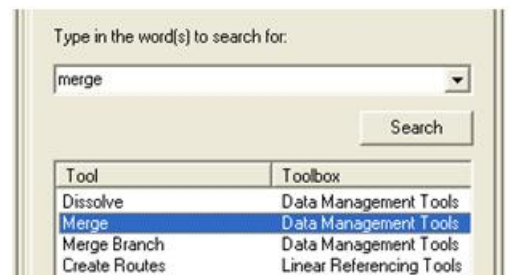 Type in the word(s) to search for:
merge
Search
Tool Toolbox
Dissolve Data Management Tools
Merge Data Management Tools
Merge Branch Data Management Tools
Create Routes Linear Referencing Tools